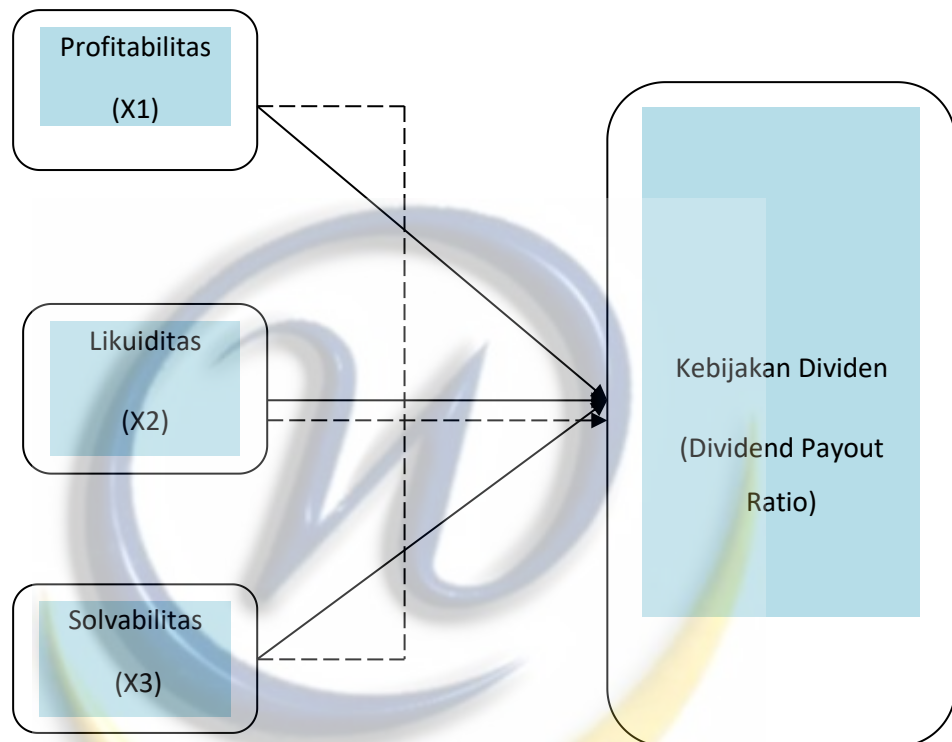 Profitabilitas
(X1)
Likuiditas
(X2)
Solvabilitas
(X3)
Kebijakan Dividen
(Dividend Payout
Ratio)